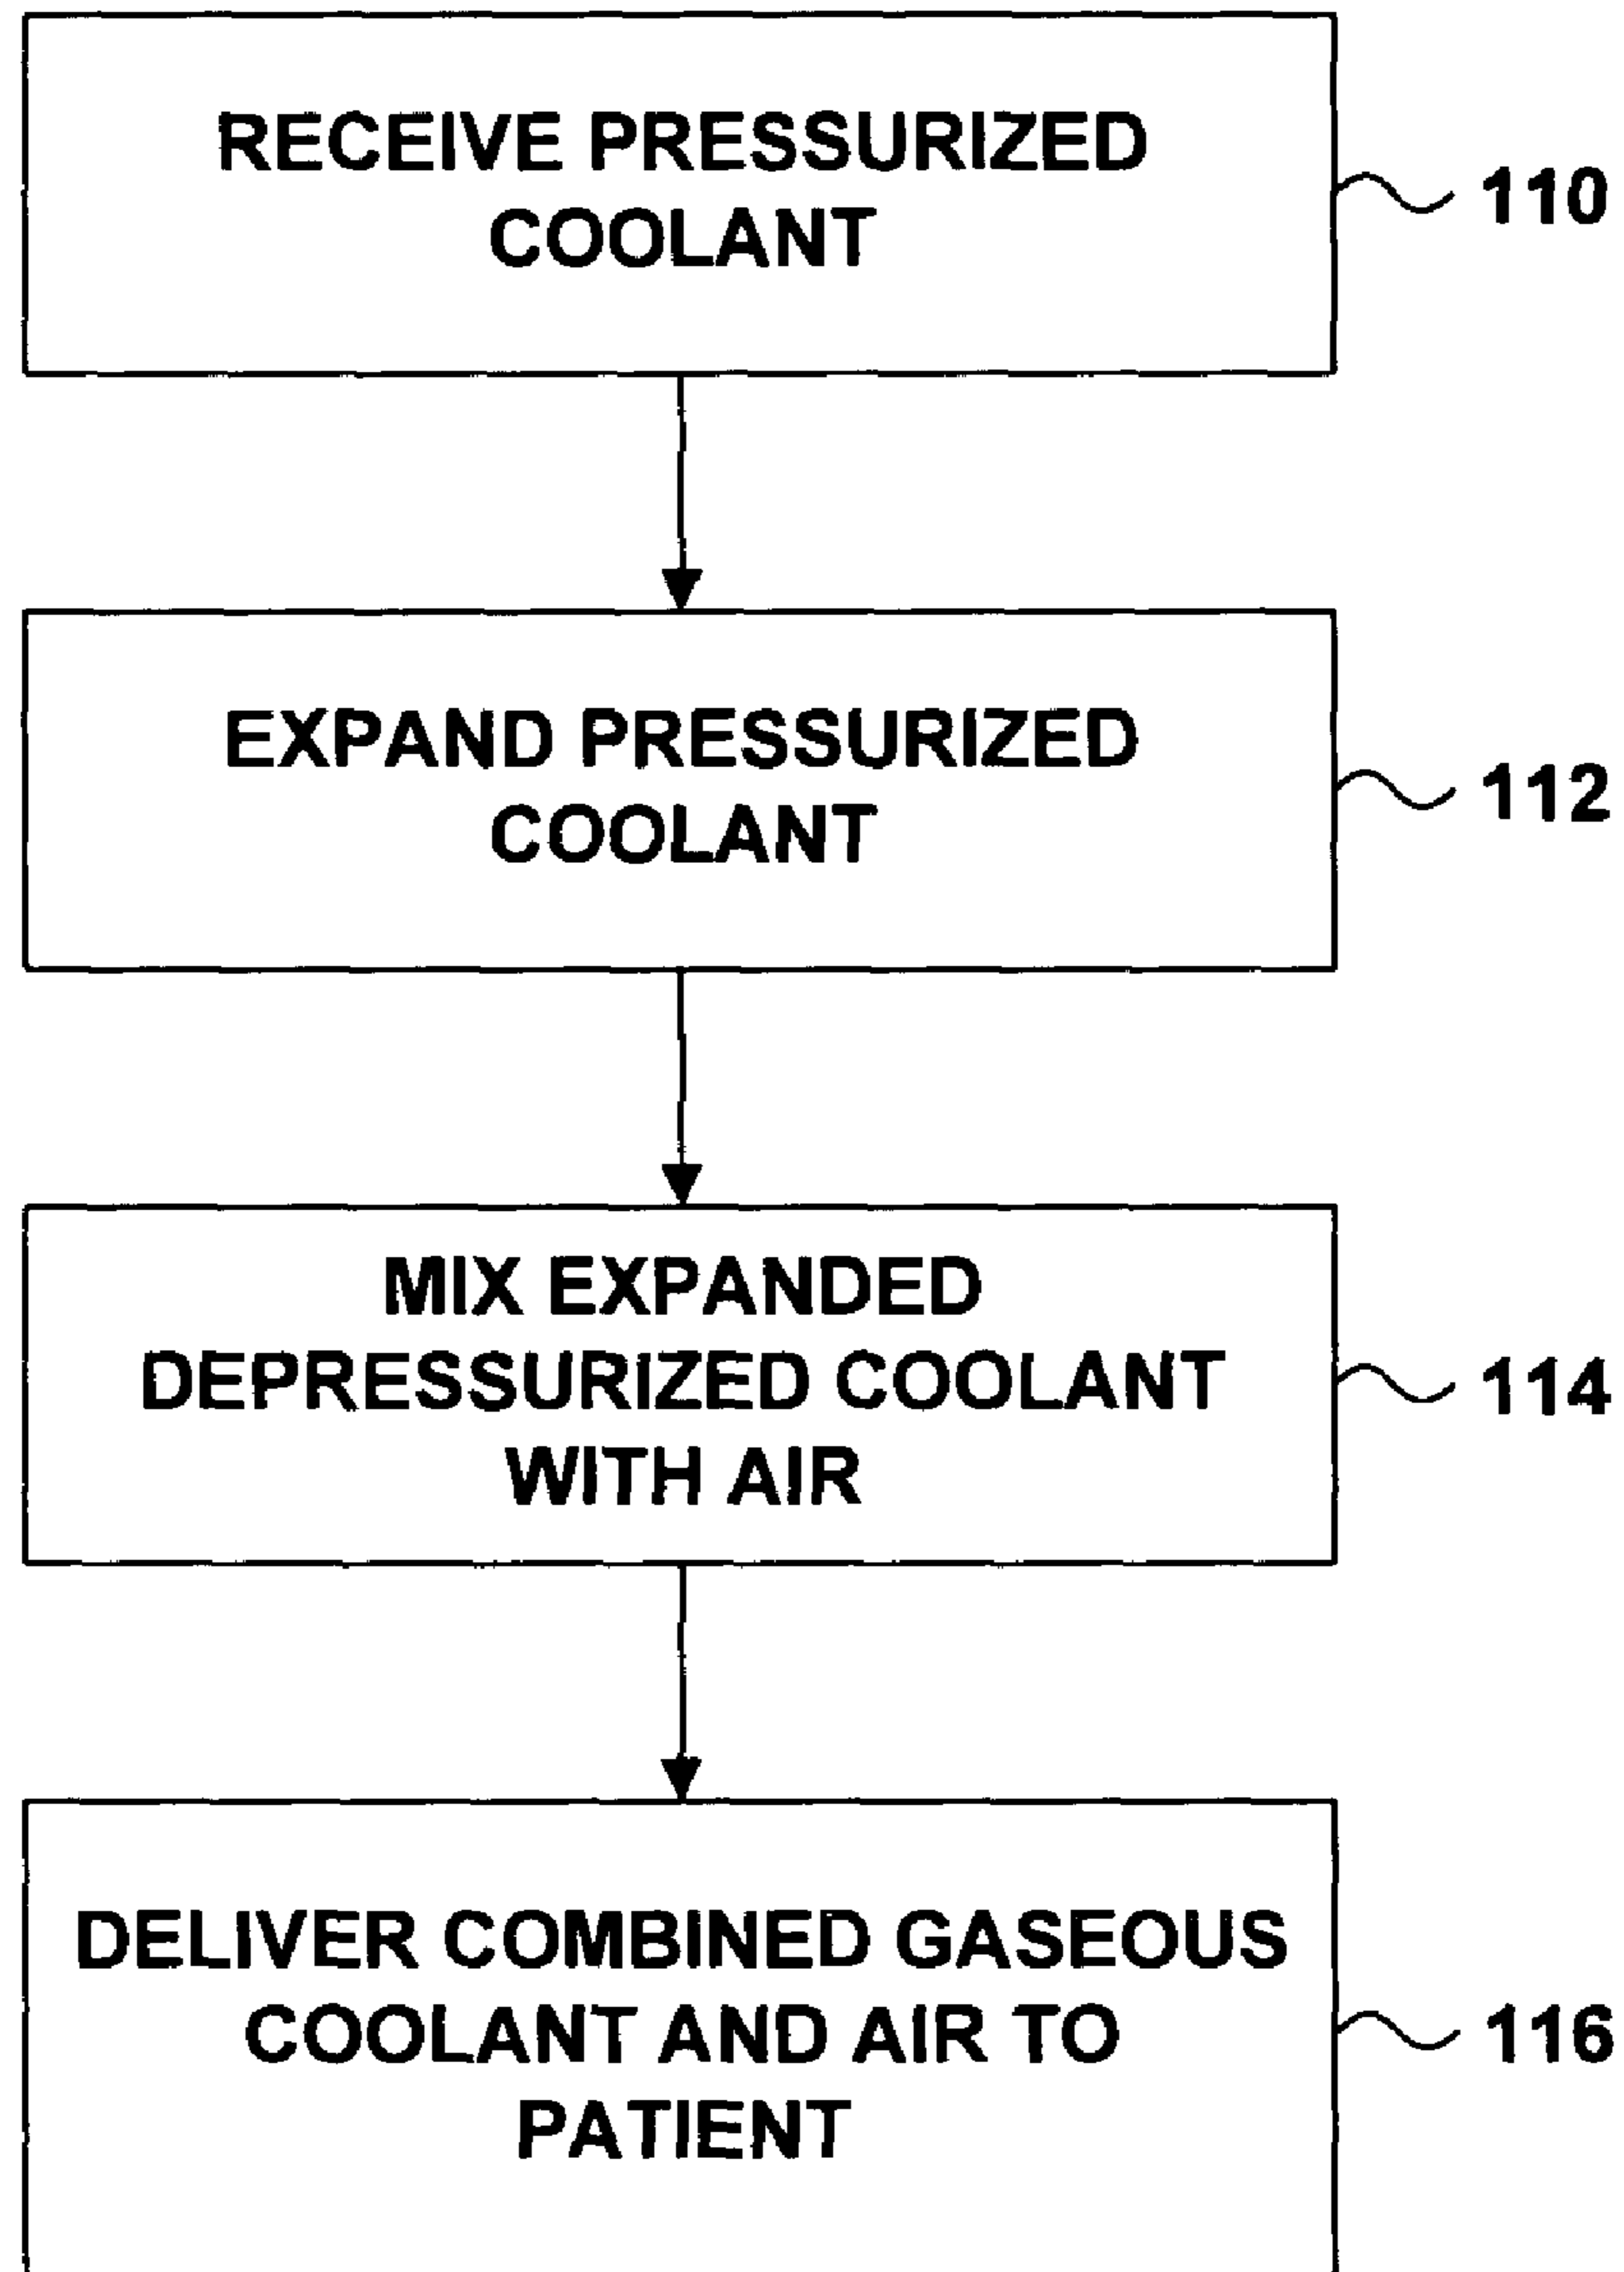 RECEIVE PRESSURIZED
COOLANT
110
EXPAND PRESSURIZED
COOLANT
112
MIX EXPANDED
DEPRESSURIZED COOLANT
WITH AIR
114
DELIVER COMBINED GASEOUS
COOLANT AND AIR TO
PATIENT
116